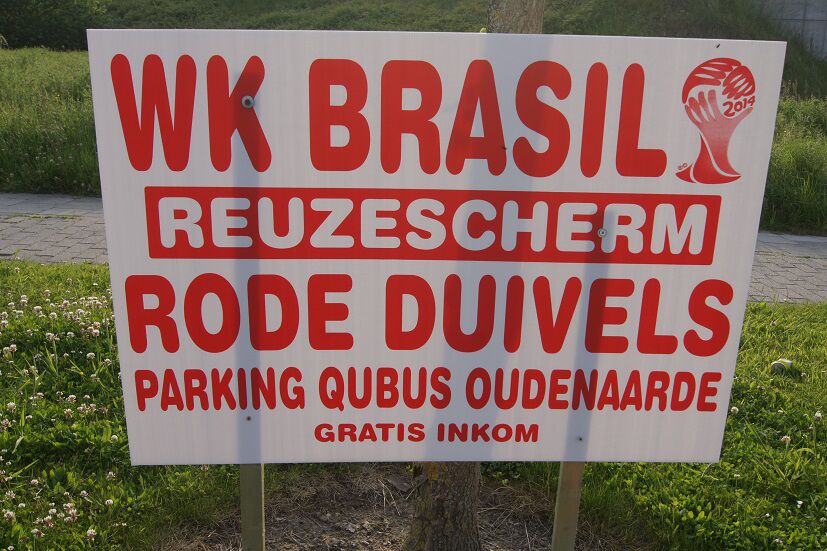 WK BRASIL
2014
REUZESCHERM
RODE DUIVELS
PARKING QUBUS OUDENAARDE
GRATIS INKOM